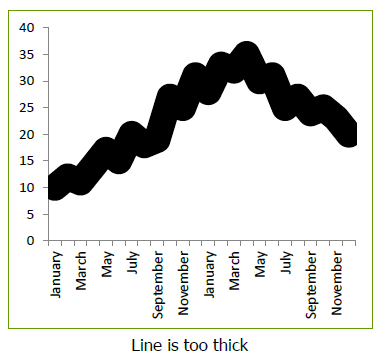 40
35
30
25
20
15
10
5
0
January
March
May
July
September
November
January
March
May
July
September
November
Line is too thick